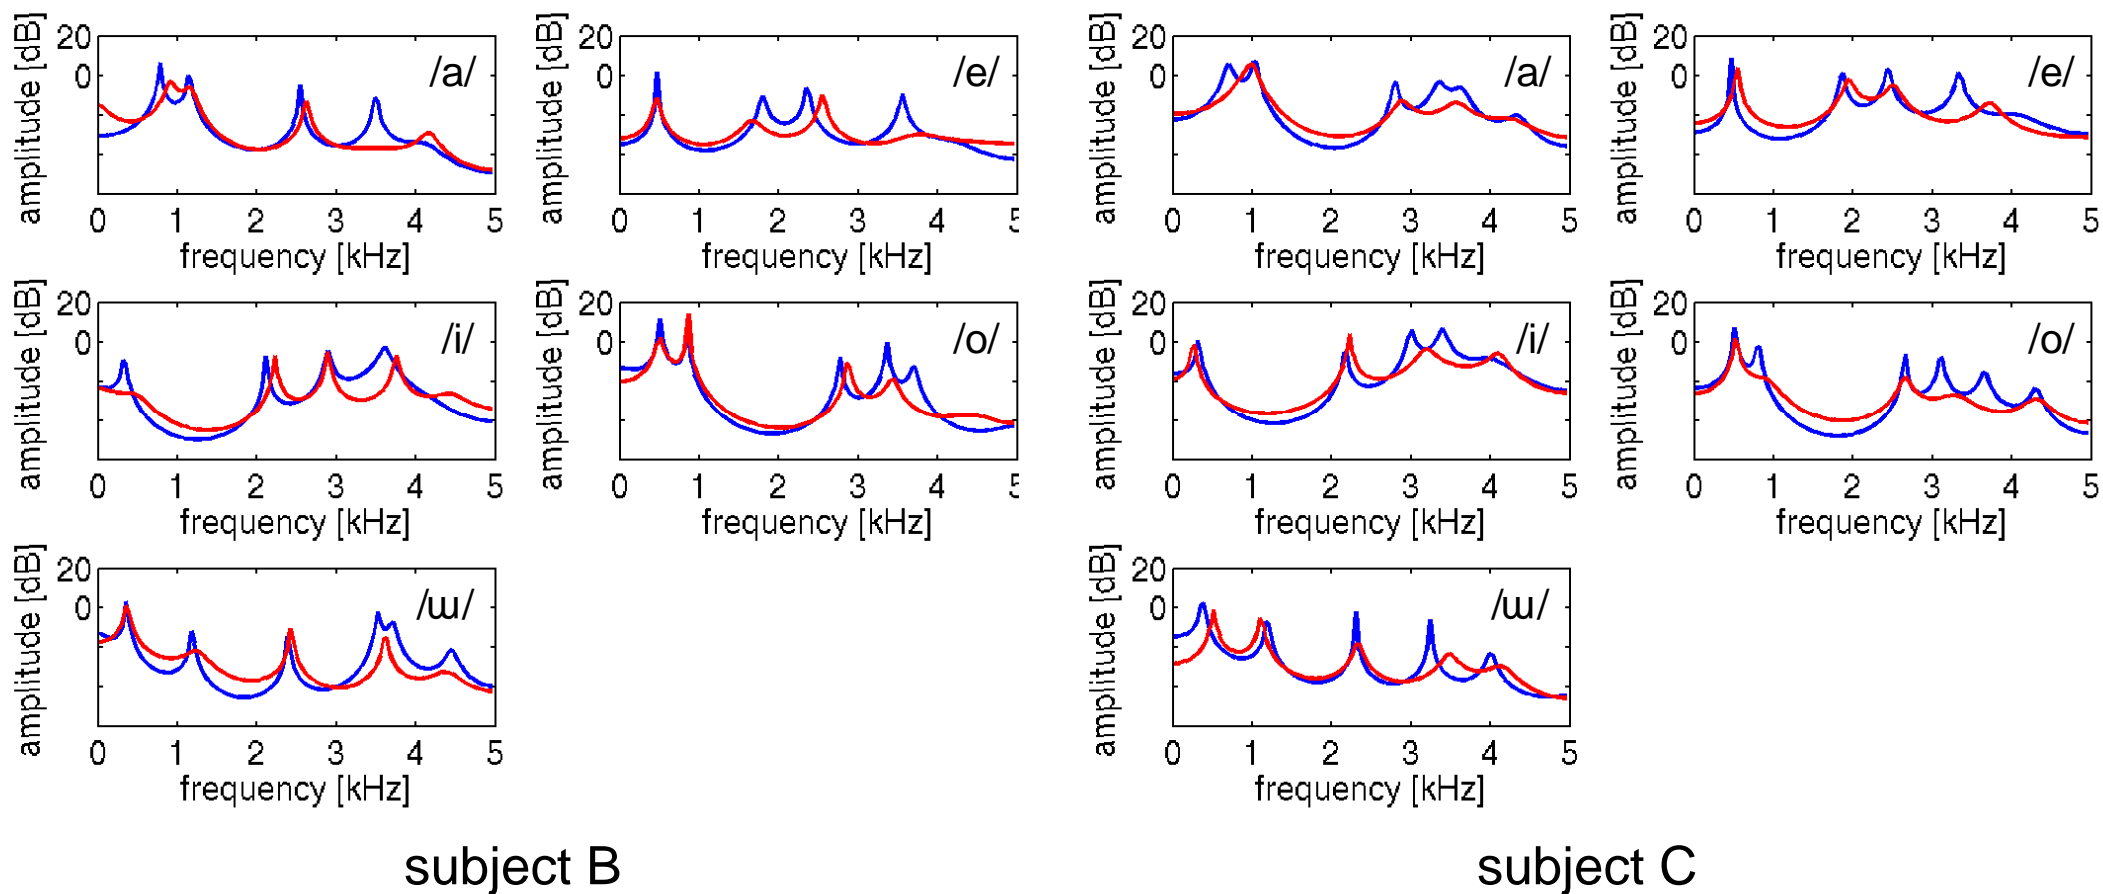 amplitude [dB]
20
0
/a/
0 1 2 3 4 5
frequency [kHz]
amplitude [dB]
20
0
/e/
0 1 2 3 4 5
frequency [kHz]
amplitude [dB]
20
0
/i/
0 1 2 3 4 5
frequency [kHz]
amplitude [dB]
20
0
/o/
0 1 2 3 4 5
frequency [kHz]
amplitude [dB]
20
0
/ɯ/
0 1 2 3 4 5
frequency [kHz]
subject B
amplitude [dB]
20
0
/a/
0 1 2 3 4 5
frequency [kHz]
amplitude [dB]
20
0
/e/
0 1 2 3 4 5
frequency [kHz]
amplitude [dB]
20
0
/i/
0 1 2 3 4 5
frequency [kHz]
amplitude [dB]
20
0
/o/
0 1 2 3 4 5
frequency [kHz]
amplitude [dB]
20
0
/ɯ/
0 1 2 3 4 5
frequency [kHz]
subject C